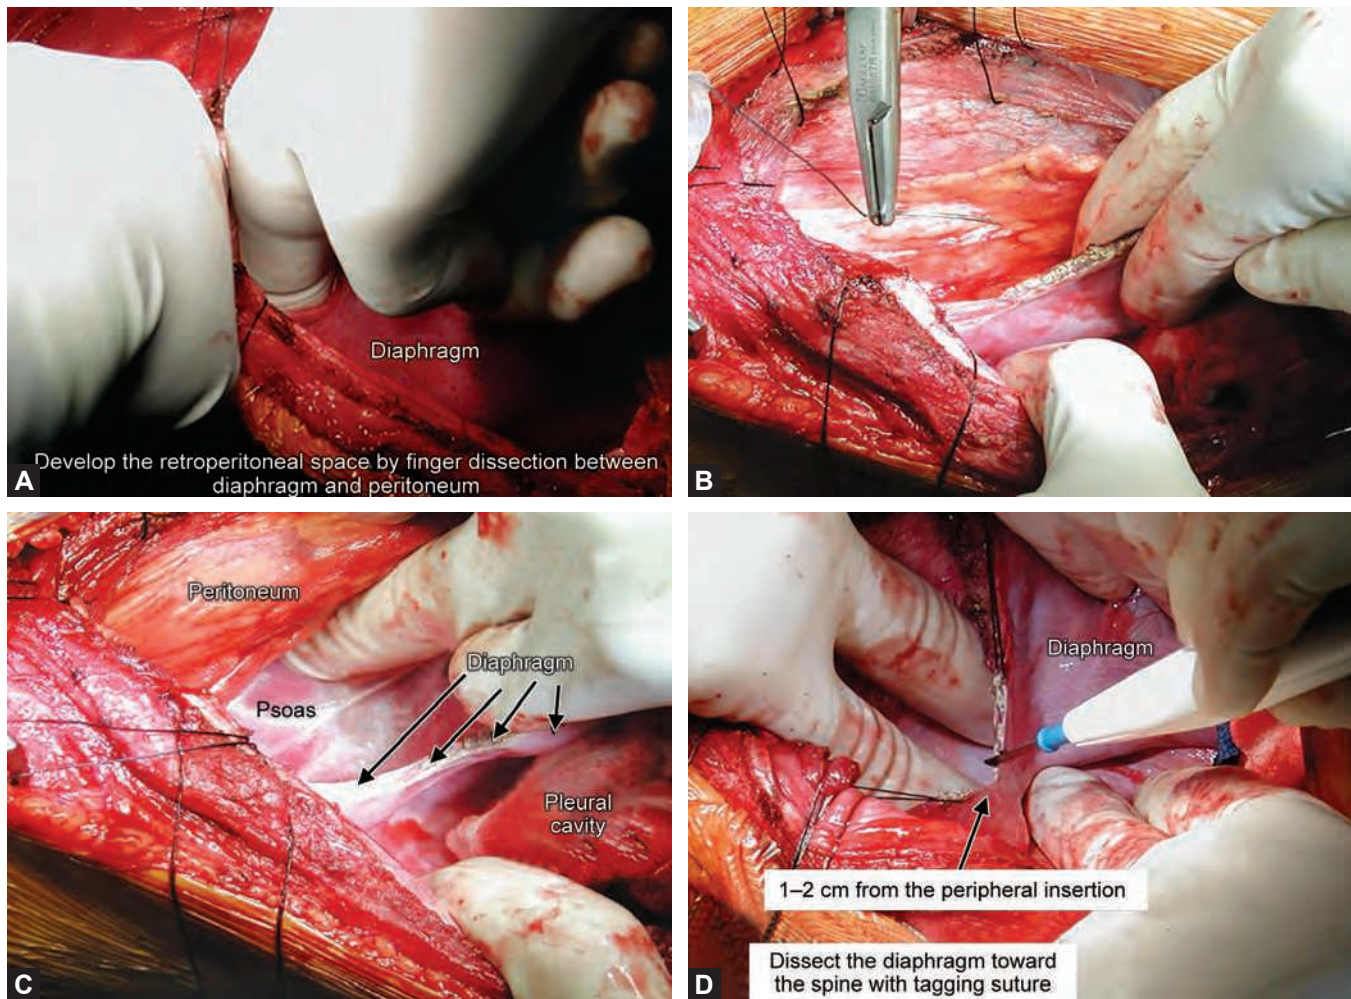 Diaphragm
A
Develop the retroperitoneal space by finger dissection between
diaphragm and peritoneum
B
Peritoneum
Diaphragm
Psoas
Pleural
cavity
C
Diaphragm
1–2 cm from the peripheral insertion
Dissect the diaphragm toward
the spine with tagging suture
D